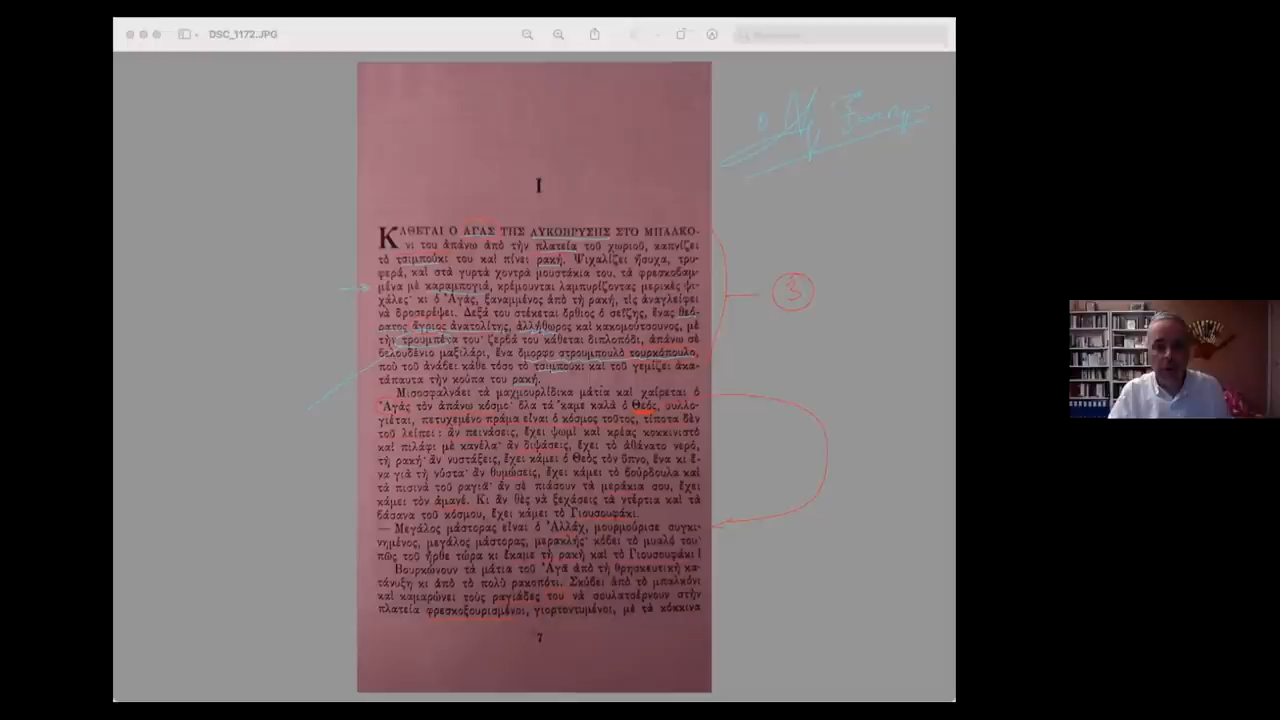 DSC_1172.JPG
I
ΚΑΘΕΤΑΙ Ο ΑΓΑΣ ΤΗΣ ΛΥΚΟΒΡΥΣΗΣ ΣΤΟ ΜΠΑΛΚΟ-
νι του ἀπάνω ἀπὸ τὴν πλατεία τοῦ χωριοῦ, καπνίζει
τὸ τσιμπούκι του καὶ πίνει ρακή. Ψιχαλίζει ἥσυχα, τρυ-
φερά, καὶ στὰ γυρτὰ χοντρὰ μουστάκια του, τὰ φρεσκοβαμ-
μένα μὲ καραμπογιά, κρέμουνται λαμπυρίζοντας μερικὲς ψι-
χάλες· κι ὁ Ἀγάς, ξαναμμένος ἀπὸ τὴ ρακή, τὶς ἀναγλείφει
νὰ δροσερέψει. Δεξά του στέκεται ὄρθιος ὁ σεΐζης, ἕνας θεό-
ρατος ἄγριος ἀνατολίτης, ἀλλήθωρος καὶ κακομούτσουνος, μὲ
τὴν τρουμπέτα του· ζερβά του κάθεται διπλοπόδι, ἀπάνω σὲ
βελουδένιο μαξιλάρι, ἕνα ὄμορφο στρουμπουλὸ τουρκόπουλο,
ποὺ τοῦ ἀνάβει κάθε τόσο τὸ τσιμπούκι καὶ τοῦ γεμίζει ἀκα-
τάπαυτα τὴν κούπα του ρακή.
Μισοσφαλνάει τὰ μαχμουρλίδικα μάτια καὶ χαίρεται ὁ
Ἀγὰς τὸν ἀπάνω κόσμο· ὅλα τά 'καμε καλὰ ὁ Θεός, συλλο-
γιέται, πετυχεμένο πράμα εἶναι ὁ κόσμος τοῦτος, τίποτα δὲν
τοῦ λείπει: ἂν πεινάσεις, ἔχει ψωμὶ καὶ κρέας κοκκινιστὸ
καὶ πιλάφι μὲ κανέλα· ἂν διψάσεις, ἔχει τὸ ἀθάνατο νερό,
τὴ ρακή· ἂν νυστάξεις, ἔχει κάμει ὁ Θεὸς τὸν ὕπνο, ἕνα κι ἕ-
να γιὰ τὴ νύστα· ἂν θυμώσεις, ἔχει κάμει τὸ βούρδουλα καὶ
τὰ πισινὰ τοῦ ραγιᾶ· ἂν σὲ πιάσουν τὰ μεράκια σου, ἔχει
κάμει τὸν ἀμανέ. Κι ἂν θὲς νὰ ξεχάσεις τὰ ντέρτια καὶ τὰ
βάσανα τοῦ κόσμου, ἔχει κάμει τὸ Γιουσουφάκι.
— Μεγάλος μάστορας εἶναι ὁ Ἀλλάχ, μουρμούρισε συγκι-
νημένος, μεγάλος μάστορας, μερακλής· κόβει τὸ μυαλό του·
πῶς τοῦ ἦρθε τώρα κι ἔκαμε τὴ ρακὴ καὶ τὸ Γιουσουφάκι!
Βουρκώνουν τὰ μάτια τοῦ Ἀγᾶ ἀπὸ τὴ θρησκευτικὴ κα-
τάνυξη κι ἀπὸ τὸ πολὺ ρακοπότι. Σκύβει ἀπὸ τὸ μπαλκόνι
καὶ καμαρώνει τοὺς ραγιάδες του νὰ σουλατσέρνουν στὴν
πλατεία φρεσκοξουρισμένοι, γιορτοντυμένοι, μὲ τὰ κόκκινα
7
3